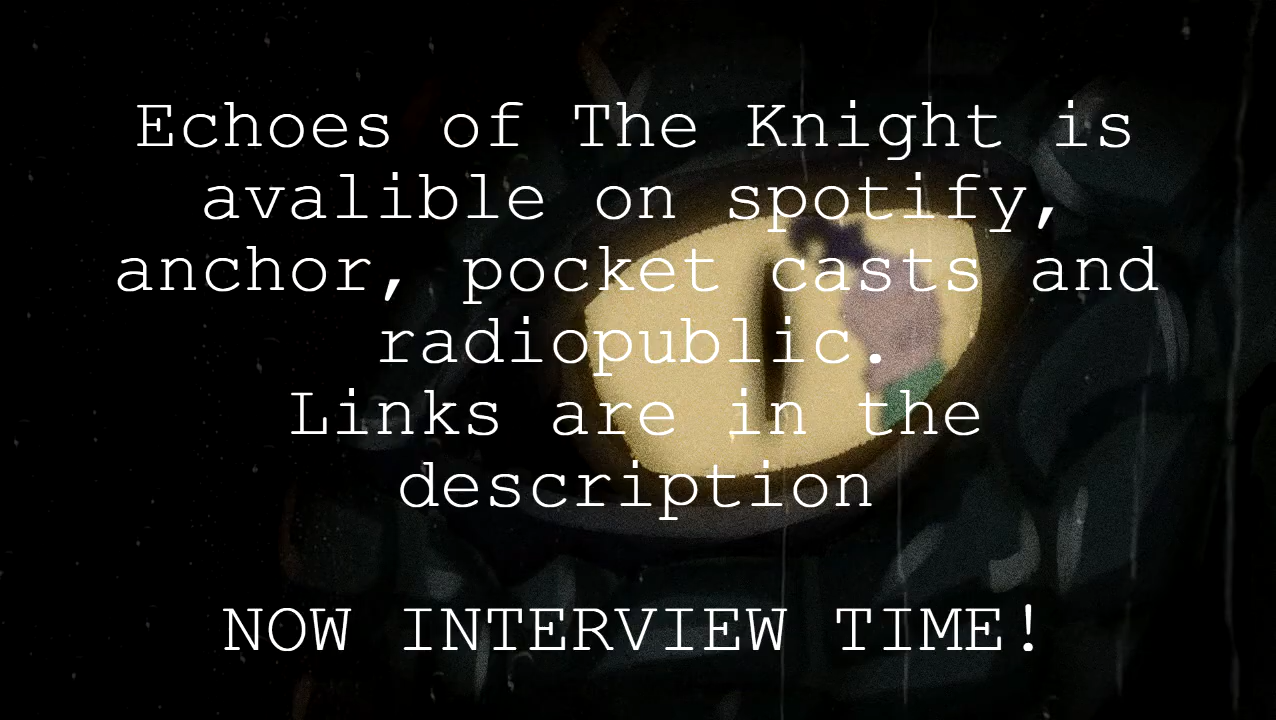 Echoes of The Knight is
avalible on spotify,
anchor, pocket casts and
radiopublic.
Links are in the
description
NOW INTERVIEW TIME!